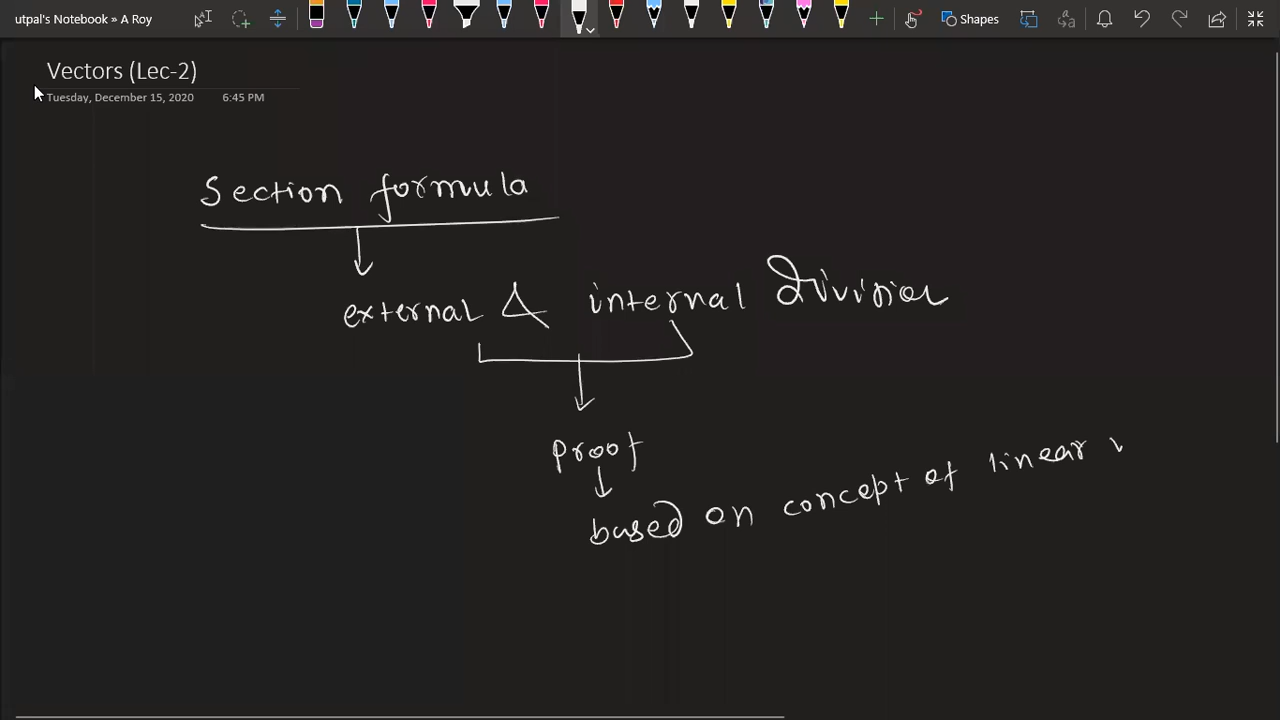 utpal's Notebook » A Roy
Shapes
Vectors (Lec-2)
Tuesday, December 15, 2020 6:45 PM
Section formula
external & internal division
proof
based on concept of linear